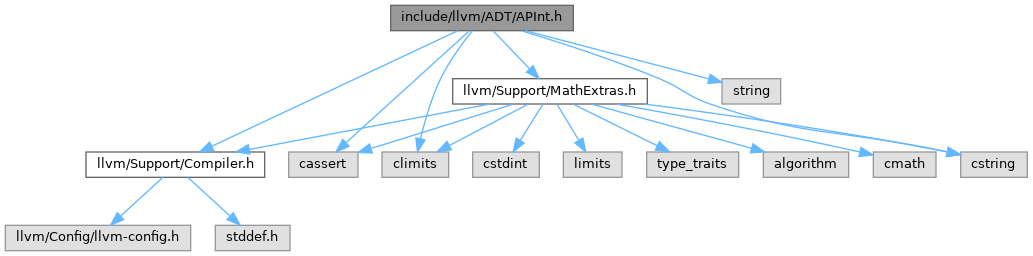 include/llvm/ADT/APInt.h
llvm/Support/MathExtras.h
string
llvm/Support/Compiler.h
cassert
climits
cstdint
limits
type_traits
algorithm
cmath
cstring
llvm/Config/llvm-config.h
stddef.h